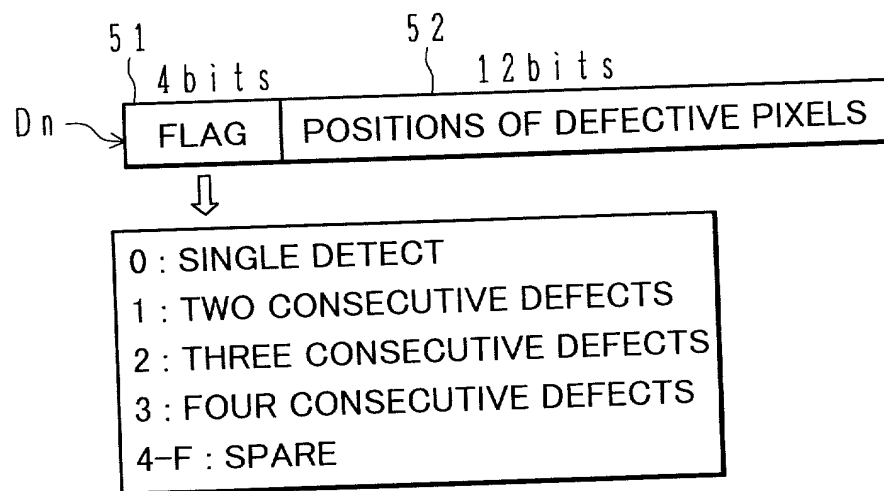 51 52
4bits 12bits
Dn FLAG POSITIONS OF DEFECTIVE PIXELS
0 : SINGLE DETECT
1 : TWO CONSECUTIVE DEFECTS
2 : THREE CONSECUTIVE DEFECTS
3 : FOUR CONSECUTIVE DEFECTS
4-F : SPARE